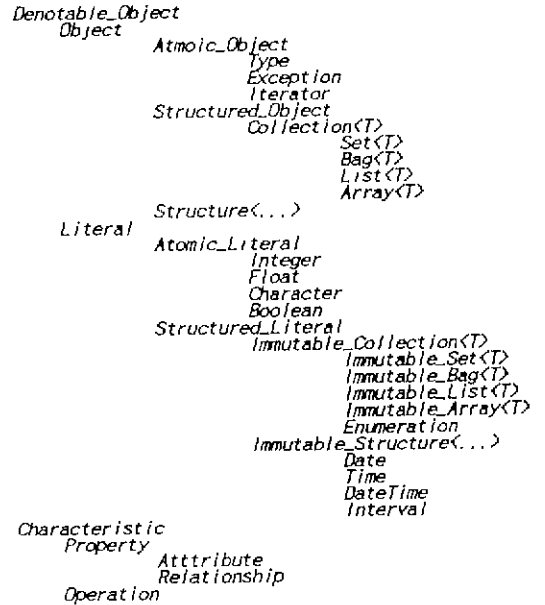 Denotable_Object
Object
Atmoic_Object
Type
Exception
Iterator
Structured_Object
Collection<T>
Set<T>
Bag<T>
List<T>
Array<T>
Structure<...>
Literal
Atomic_Literal
Integer
Float
Character
Boolean
Structured_Literal
Immutable_Collection<T>
Immutable_Set<T>
Immutable_Bag<T>
Immutable_List<T>
Immutable_Array<T>
Enumeration
Immutable_Structure<...>
Date
Time
DateTime
Interval
Characteristic
Property
Atttribute
Relationship
Operation